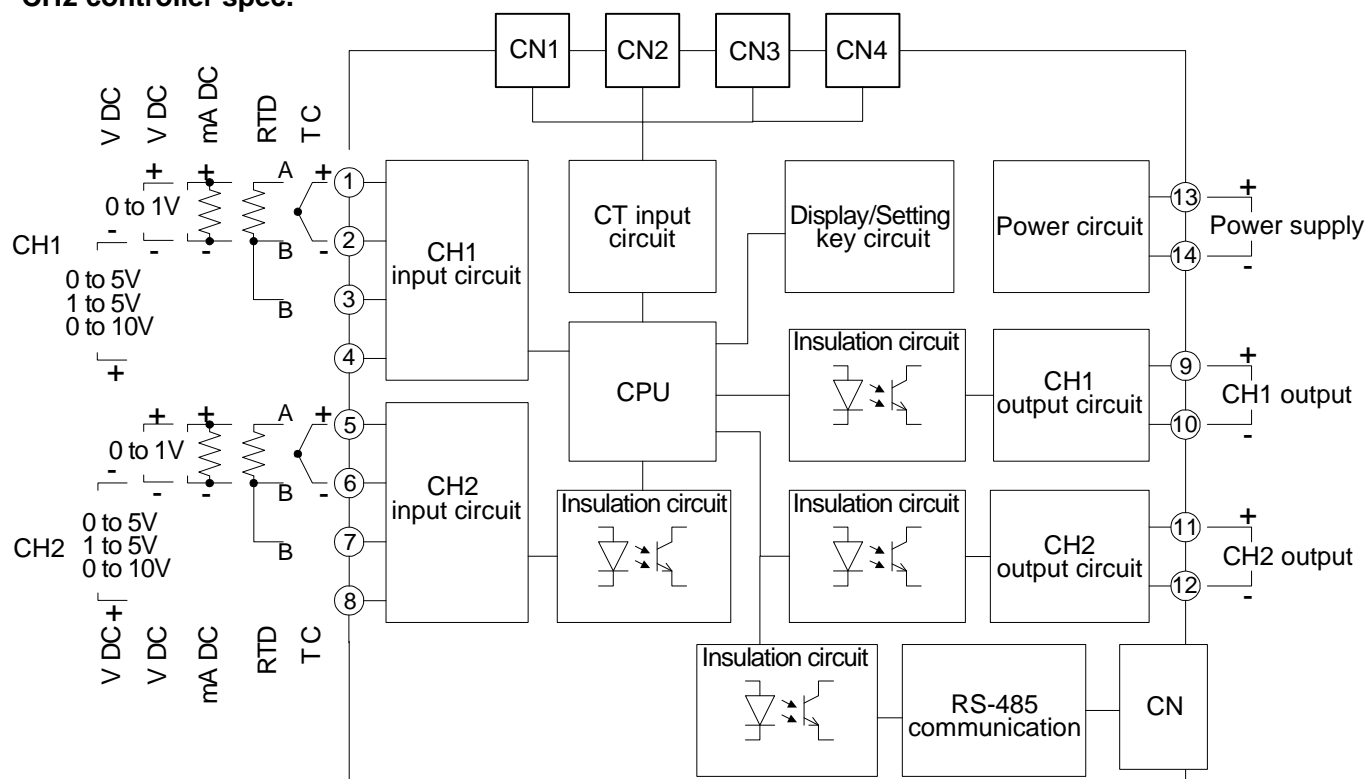 CH2 controller spec.
CN1
CN2
CN3
CN4
V DC
V DC
mA DC
RTD
TC
+
+
A
+
1
0 to 1V
CH1
-
-
-
B
-
2
0 to 5V
1 to 5V
0 to 10V
B
3
+
4
CH1
input circuit
CT input
circuit
Display/Setting
key circuit
Power circuit
13
+
Power supply
14
-
CPU
Insulation circuit
CH1
output circuit
9
+
CH1 output
10
-
+
+
A
+
5
0 to 1V
-
-
-
B
-
6
CH2
0 to 5V
1 to 5V
0 to 10V
B
7
+
8
V DC
V DC
mA DC
RTD
TC
CH2
input circuit
Insulation circuit
Insulation circuit
CH2
output circuit
11
+
CH2 output
12
-
Insulation circuit
RS-485
communication
CN